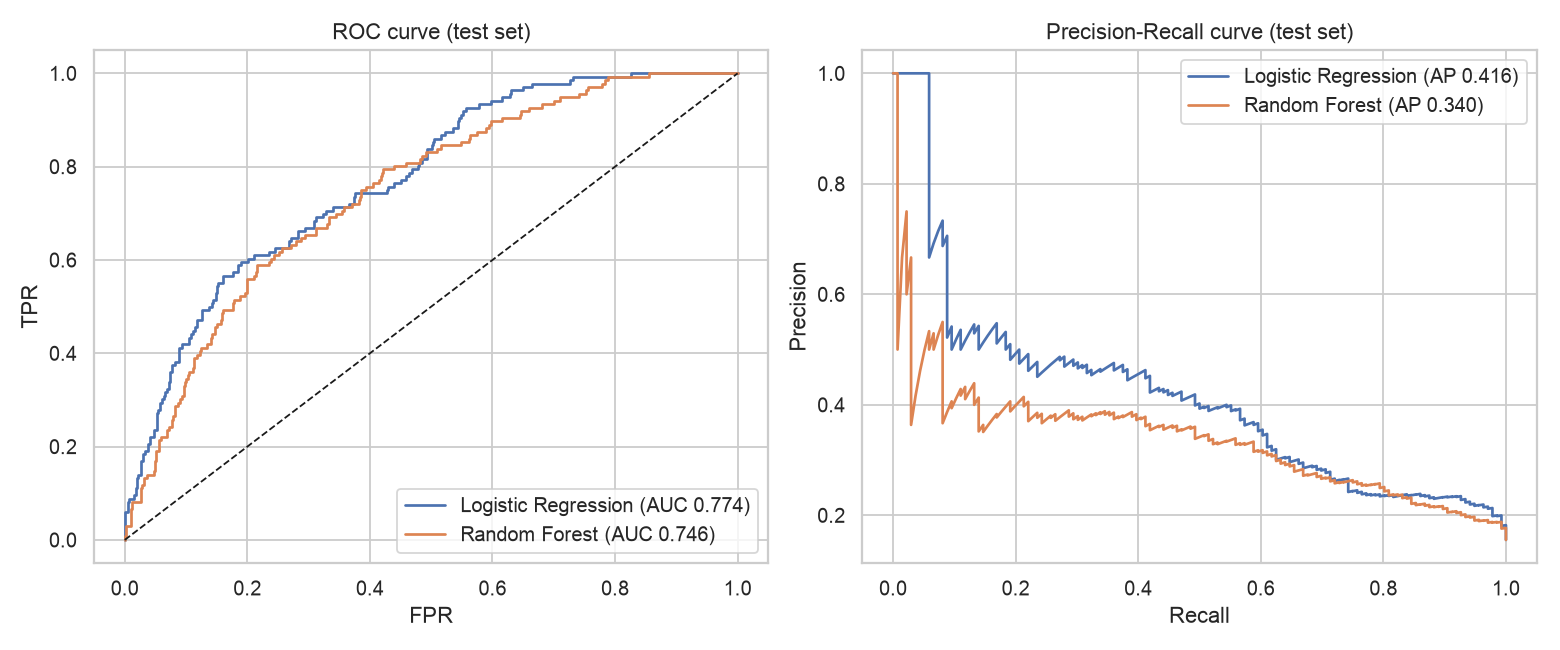 ROC curve (test set)
1.0
0.8
0.6
0.4
0.2
0.0
TPR
0.0 0.2 0.4 0.6 0.8 1.0
FPR
Logistic Regression (AUC 0.774)
Random Forest (AUC 0.746)
Precision-Recall curve (test set)
1.0
0.8
0.6
0.4
0.2
Precision
0.0 0.2 0.4 0.6 0.8 1.0
Recall
Logistic Regression (AP 0.416)
Random Forest (AP 0.340)